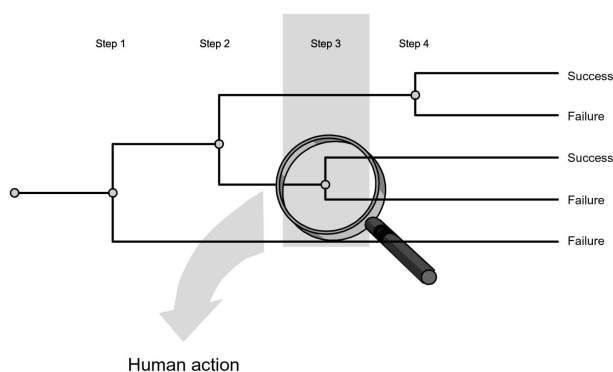 Step 1
Step 2
Step 3
Step 4
Success
Failure
Success
Failure
Failure
Human action